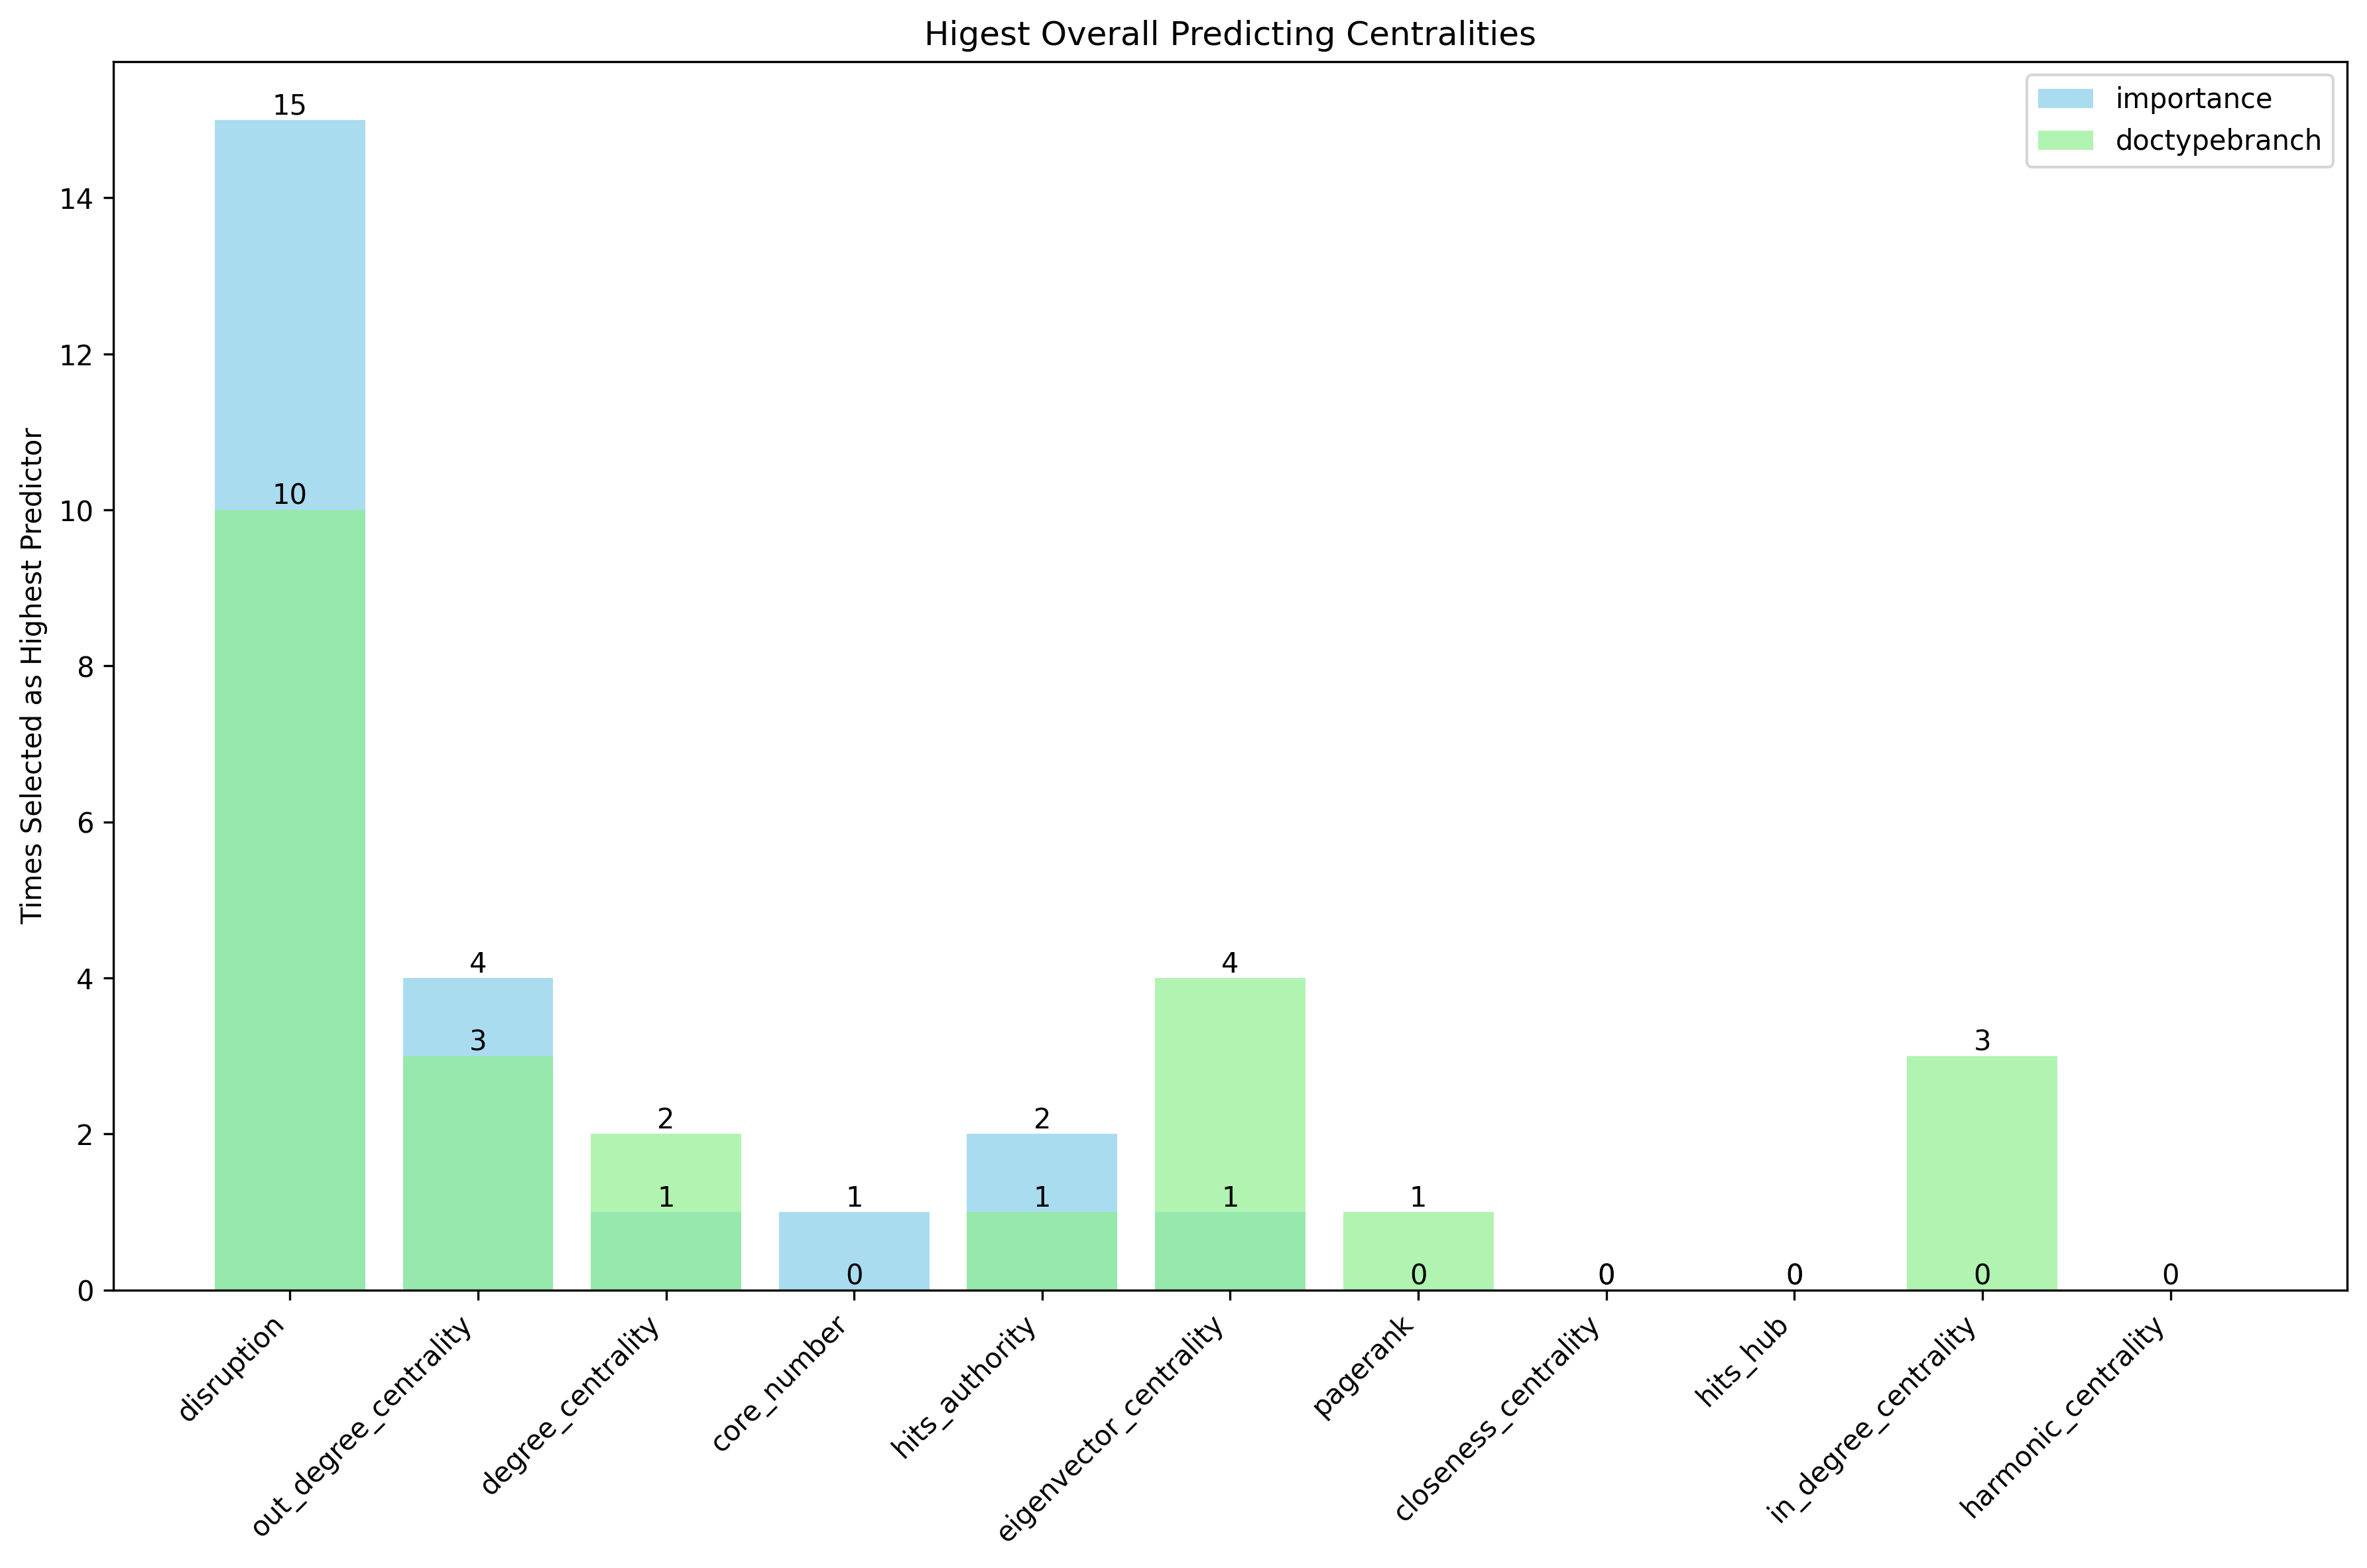 Higest Overall Predicting Centralities
importance
doctypebranch
Times Selected as Highest Predictor
14
12
10
8
6
4
2
0
15
10
4
3
2
1
1
0
2
1
4
1
1
0
0
0
3
0
0
disruption
out_degree_centrality
degree_centrality
core_number
hits_authority
eigenvector_centrality
pagerank
closeness_centrality
hits_hub
in_degree_centrality
harmonic_centrality